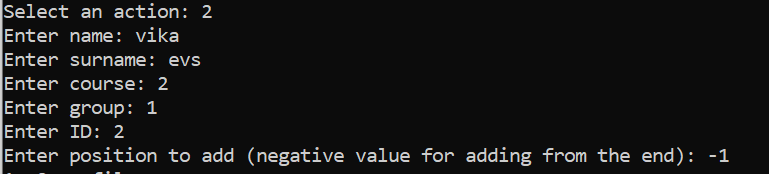 Select an action: 2
Enter name: vika
Enter surname: evs
Enter course: 2
Enter group: 1
Enter ID: 2
Enter position to add (negative value for adding from the end): -1